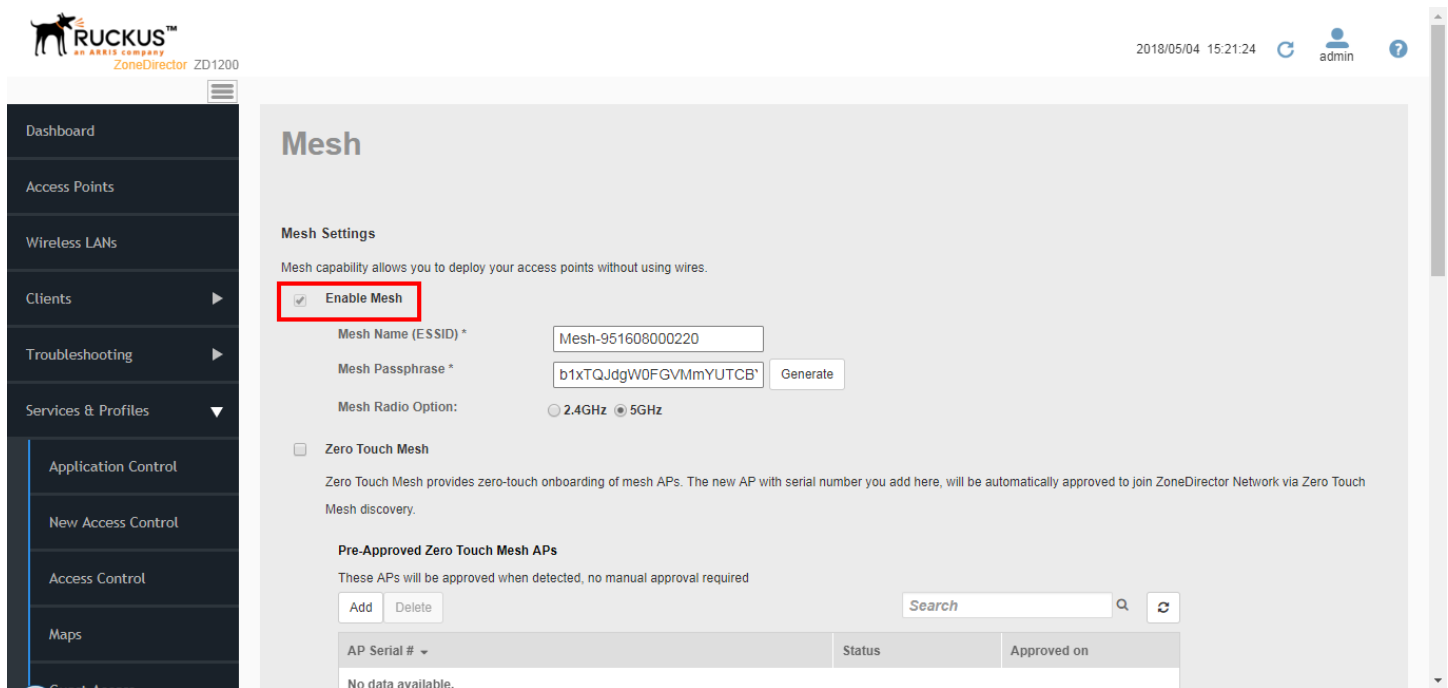 RUCKUS™
an ARRIS company
ZoneDirector ZD1200
2018/05/04 15:21:24
admin
?
Dashboard
Access Points
Wireless LANs
Clients
Troubleshooting
Services & Profiles
Application Control
New Access Control
Access Control
Maps
Mesh
Mesh Settings
Mesh capability allows you to deploy your access points without using wires.
Enable Mesh
Mesh Name (ESSID) * Mesh-951608000220
Mesh Passphrase * b1xTQJdgW0FGVMmYUTCBY Generate
Mesh Radio Option: 2.4GHz 5GHz
Zero Touch Mesh
Zero Touch Mesh provides zero-touch onboarding of mesh APs. The new AP with serial number you add here, will be automatically approved to join ZoneDirector Network via Zero Touch
Mesh discovery.
Pre-Approved Zero Touch Mesh APs
These APs will be approved when detected, no manual approval required
Add Delete Search
AP Serial # Status Approved on
No data available.